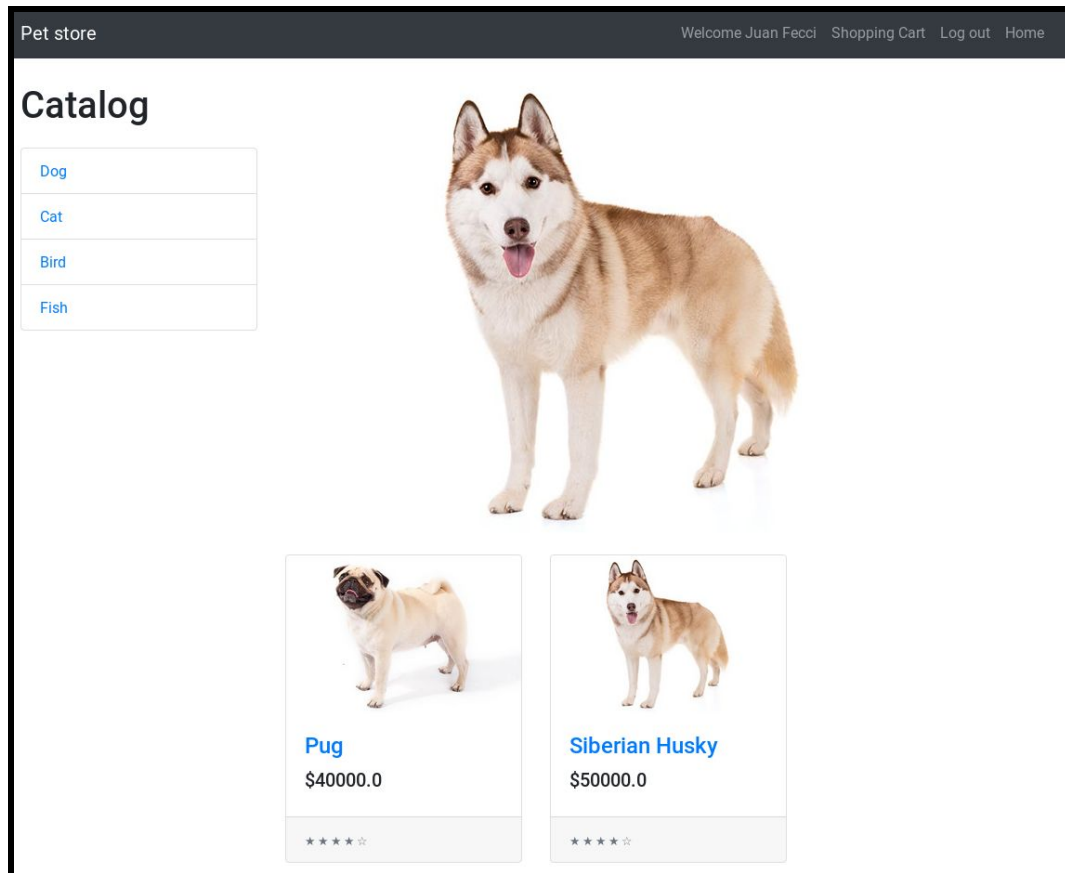 Pet store
Welcome Juan Fecci Shopping Cart Log out Home
Catalog
Dog
Cat
Bird
Fish
Pug
$40000.0
★ ★ ★ ★ ☆
Siberian Husky
$50000.0
★ ★ ★ ★ ☆